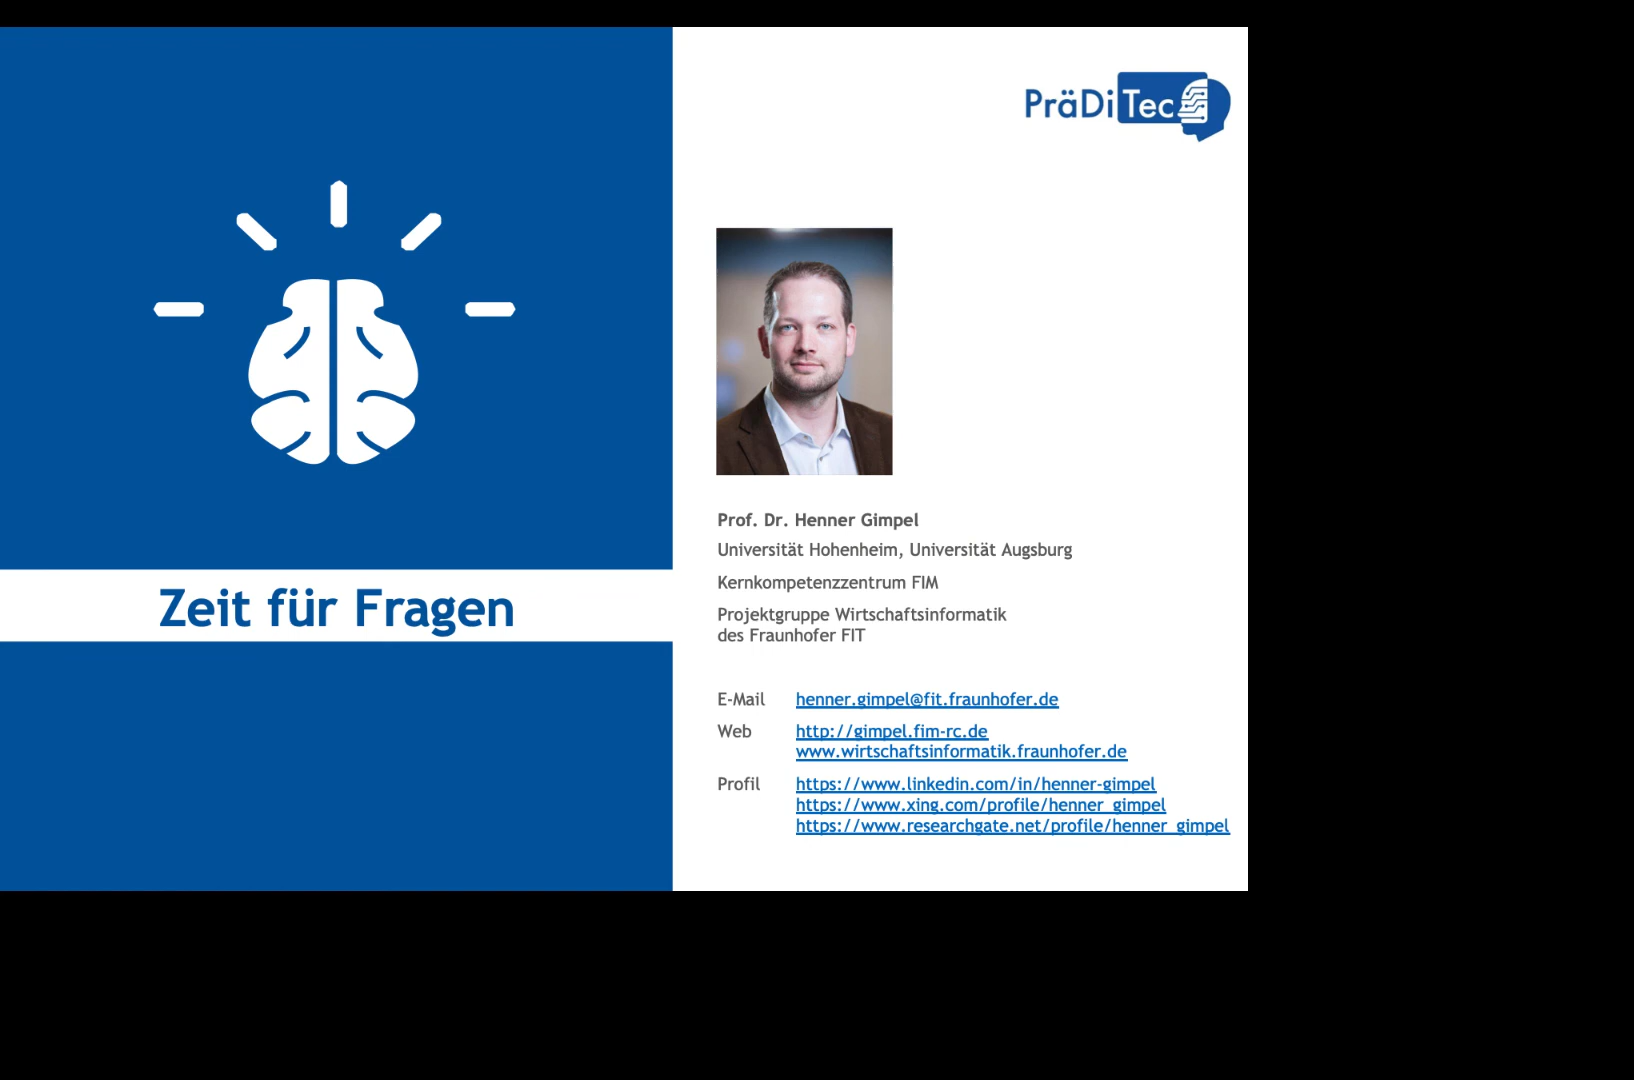 PräDiTec
Zeit für Fragen
Prof. Dr. Henner Gimpel
Universität Hohenheim, Universität Augsburg
Kernkompetenzzentrum FIM
Projektgruppe Wirtschaftsinformatik
des Fraunhofer FIT
E-Mail henner.gimpel@fit.fraunhofer.de
Web http://gimpel.fim-rc.de
www.wirtschaftsinformatik.fraunhofer.de
Profil https://www.linkedin.com/in/henner-gimpel
https://www.xing.com/profile/henner_gimpel
https://www.researchgate.net/profile/henner_gimpel